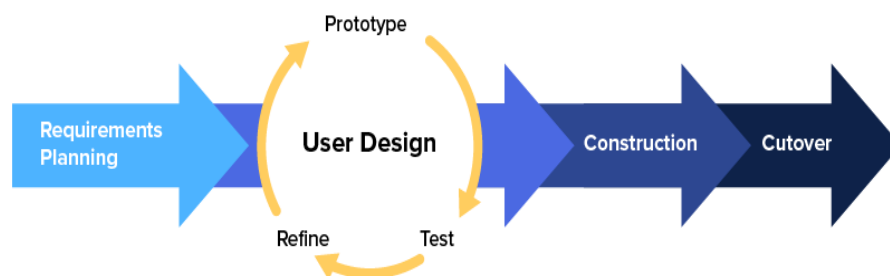 Prototype
Requirements
Planning
User Design
Construction
Cutover
Refine
Test